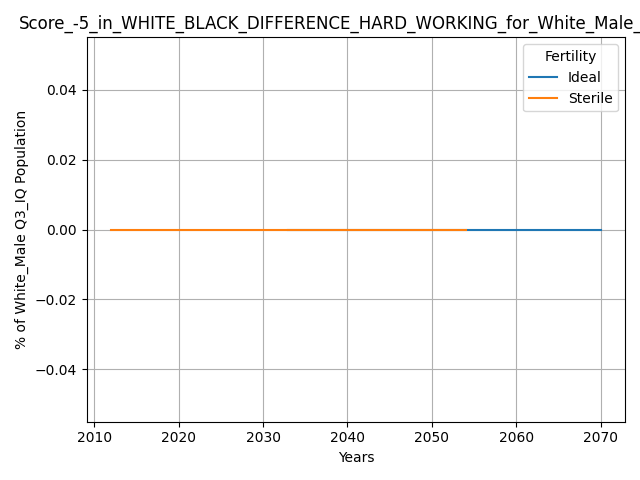 Score_-5_in_WHITE_BLACK_DIFFERENCE_HARD_WORKING_for_White_Male_
Fertility
Ideal
Sterile
0.04
0.02
0.00
−0.02
−0.04
% of White_Male Q3_IQ Population
2010 2020 2030 2040 2050 2060 2070
Years